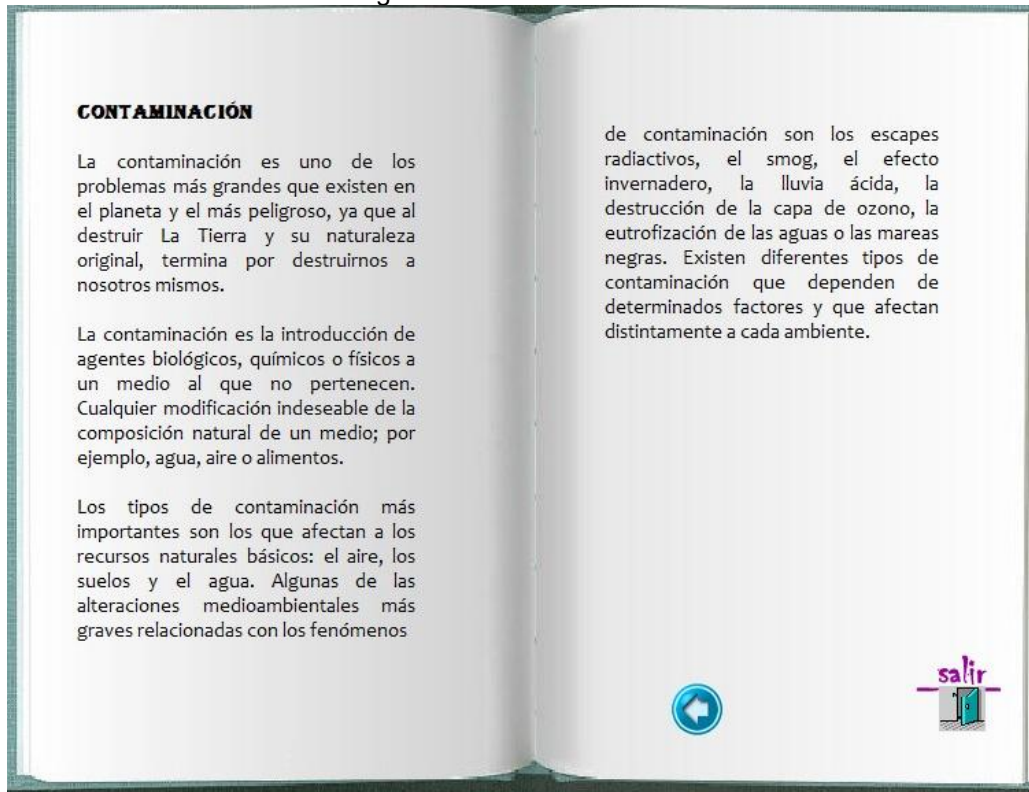 CONTAMINACIÓN
La contaminación es uno de los
problemas más grandes que existen en
el planeta y el más peligroso, ya que al
destruir La Tierra y su naturaleza
original, termina por destruirnos a
nosotros mismos.
La contaminación es la introducción de
agentes biológicos, químicos o físicos a
un medio al que no pertenecen.
Cualquier modificación indeseable de la
composición natural de un medio; por
ejemplo, agua, aire o alimentos.
Los tipos de contaminación más
importantes son los que afectan a los
recursos naturales básicos: el aire, los
suelos y el agua. Algunas de las
alteraciones medioambientales más
graves relacionadas con los fenómenos
de contaminación son los escapes
radiactivos, el smog, el efecto
invernadero, la lluvia ácida, la
destrucción de la capa de ozono, la
eutrofización de las aguas o las mareas
negras. Existen diferentes tipos de
contaminación que dependen de
determinados factores y que afectan
distintamente a cada ambiente.
salir